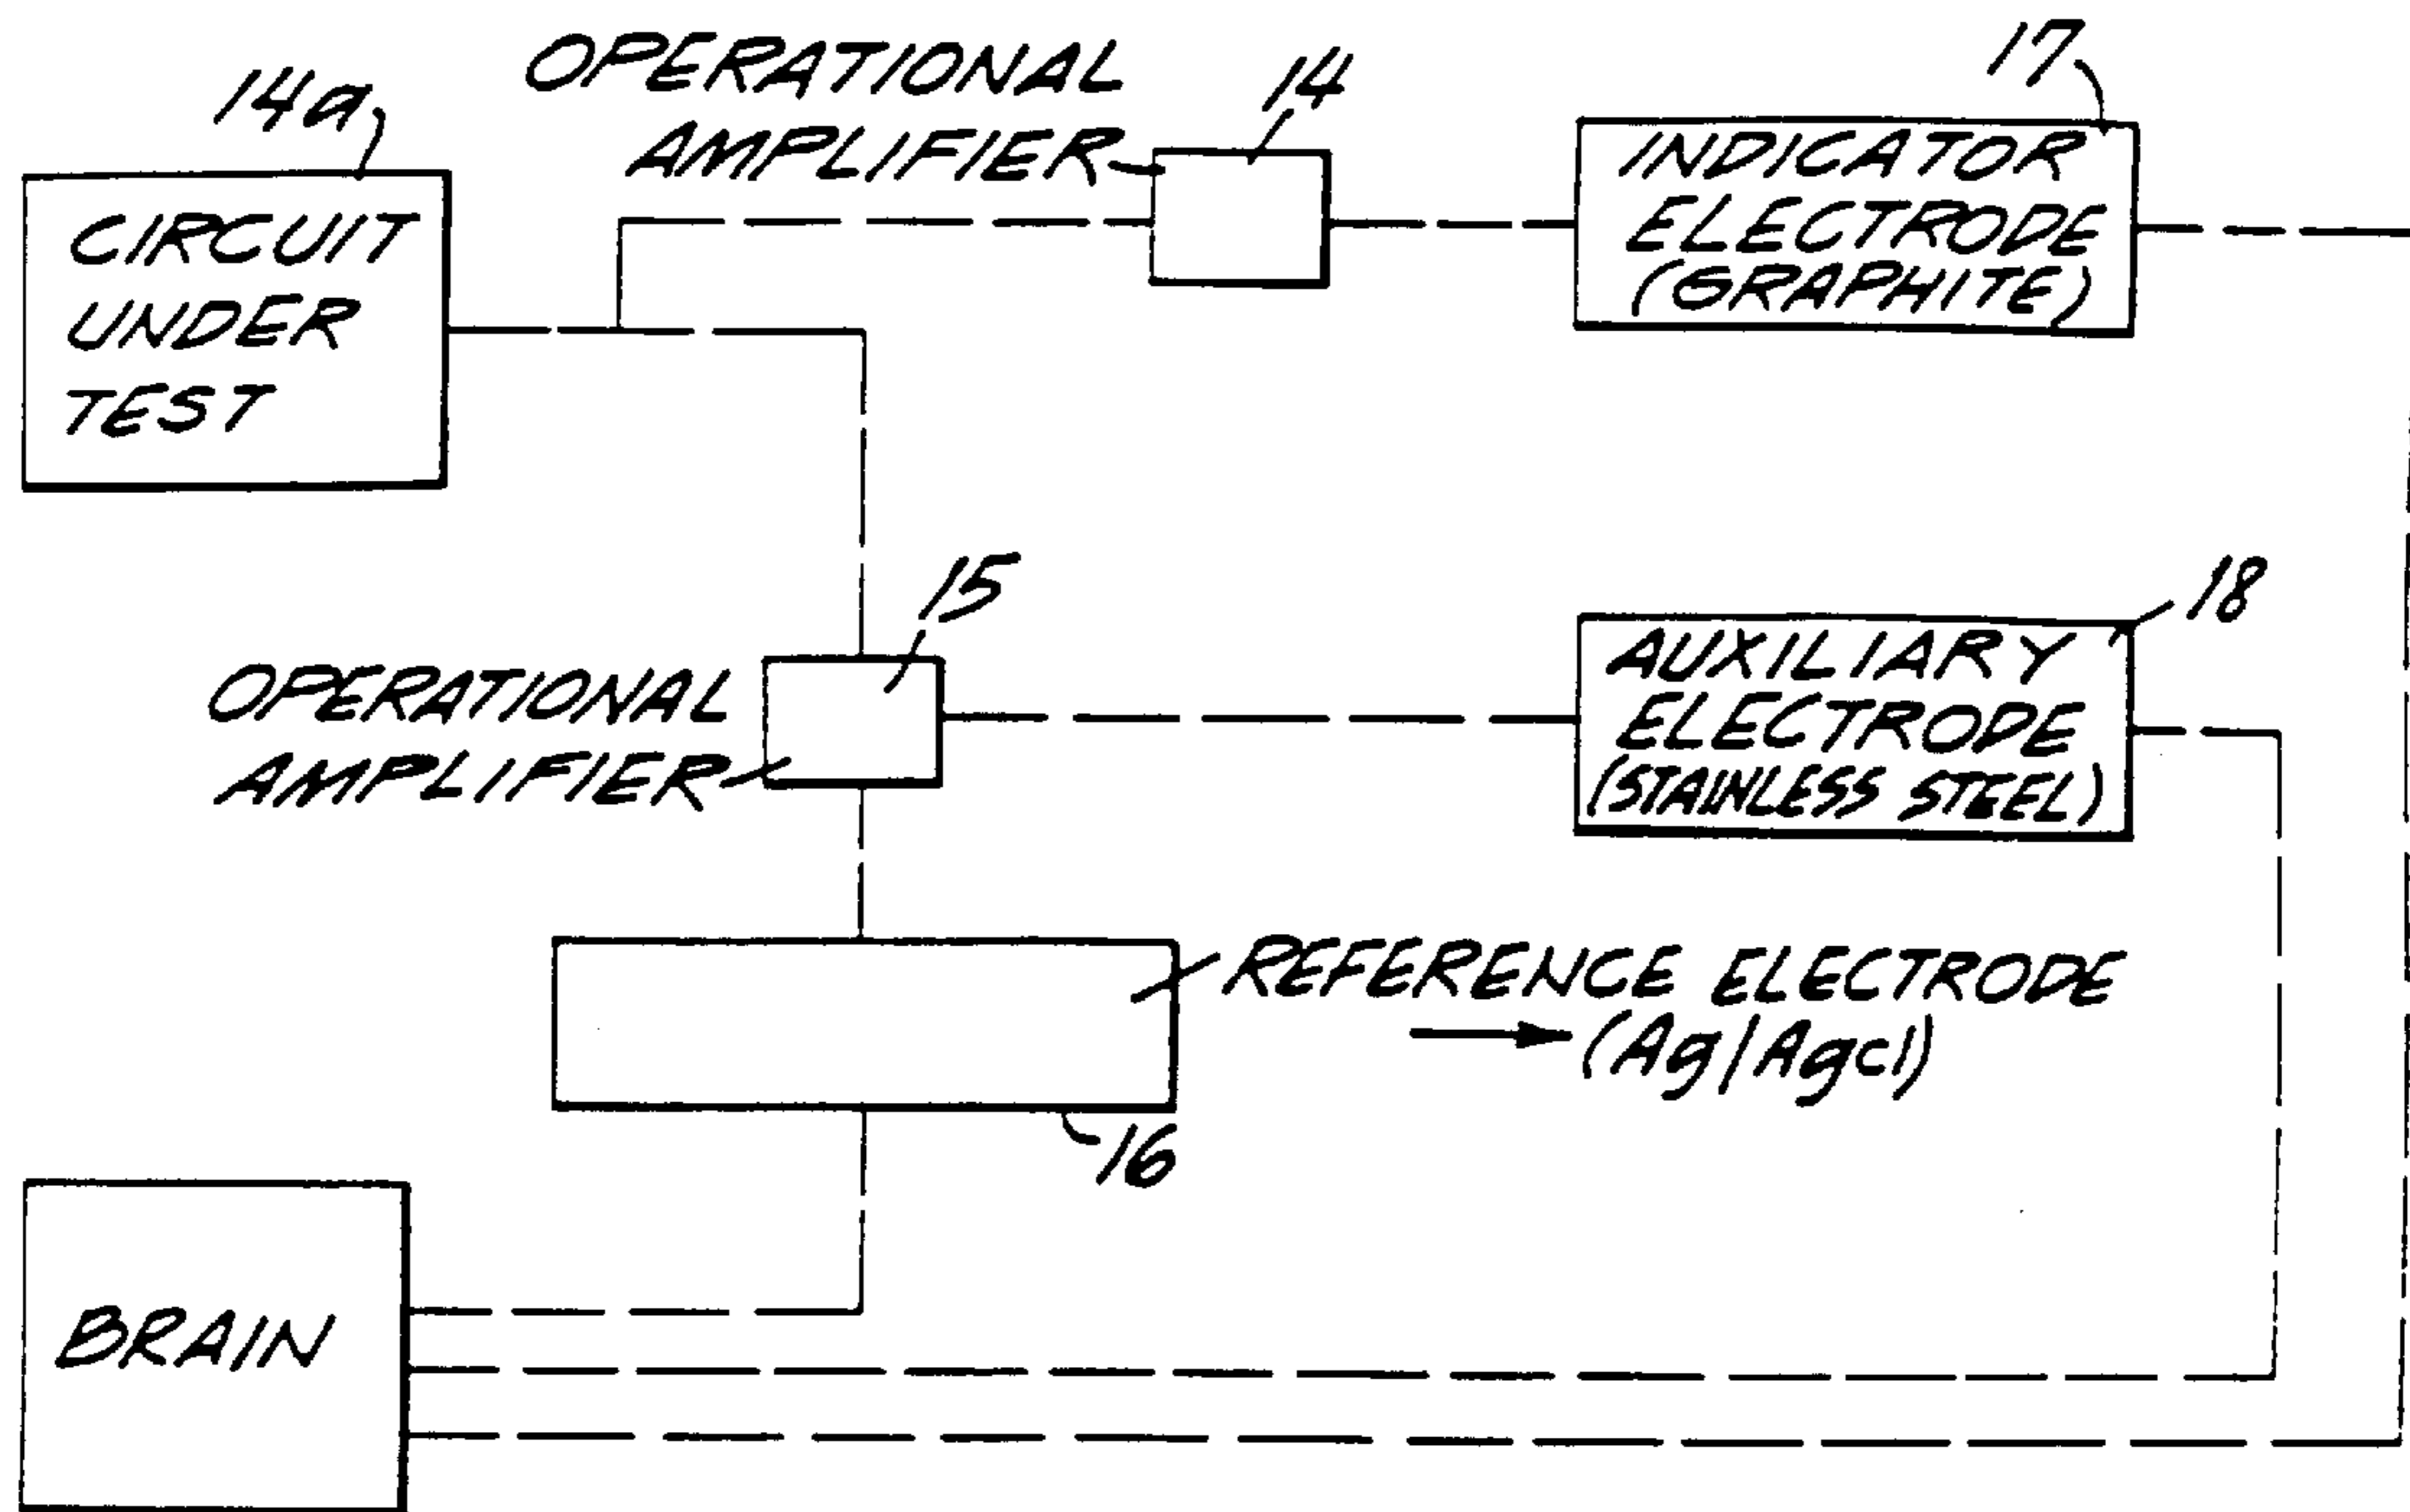 14a
CIRCUIT
UNDER
TEST
OPERATIONAL
AMPLIFIER
14
17
INDICATOR
ELECTRODE
(GRAPHITE)
15
OPERATIONAL
AMPLIFIER
18
AUXILIARY
ELECTRODE
(STAINLESS STEEL)
REFERENCE ELECTRODE
(Ag/Agcl)
16
BRAIN